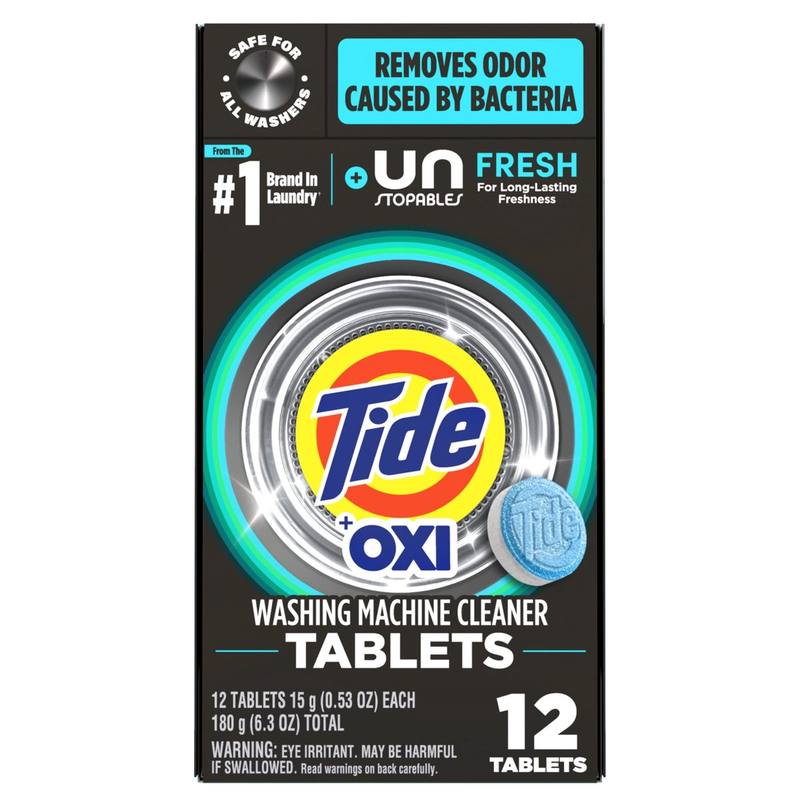 SAFE FOR
ALL WASHERS
REMOVES ODOR
CAUSED BY BACTERIA
From The
#1 Brand In
Laundry
+ UN
STOPABLES
FRESH
For Long-Lasting
Freshness
Tide
+
OXI
Tide
WASHING MACHINE CLEANER
TABLETS
12 TABLETS 15 g (0.53 OZ) EACH
180 g (6.3 OZ) TOTAL
WARNING: EYE IRRITANT. MAY BE HARMFUL
IF SWALLOWED. Read warnings on back carefully.
12
TABLETS